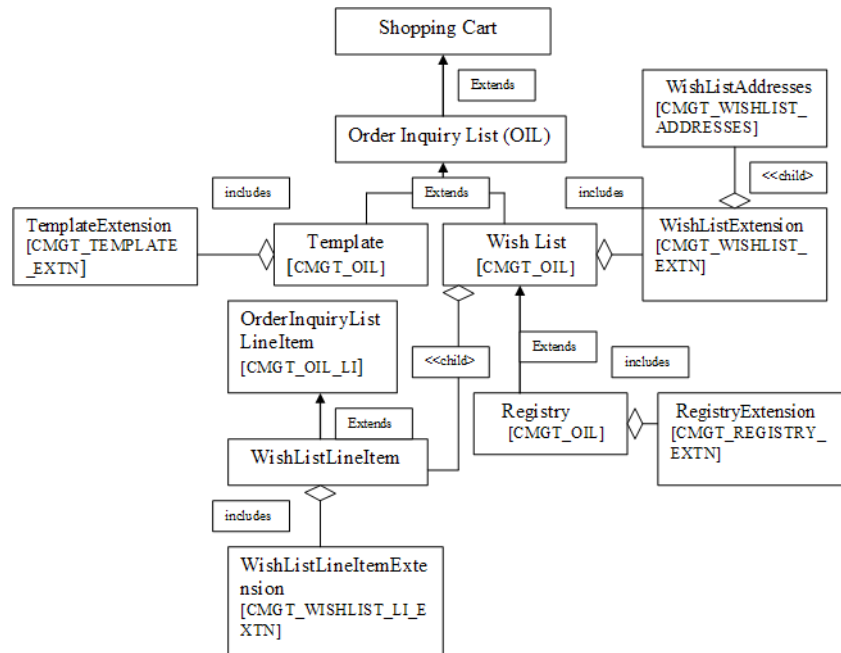 Shopping Cart
Extends
WishListAddresses
[CMGT_WISHLIST_
ADDRESSES]
Order Inquiry List (OIL)
<<child>
includes
Extends
includes
TemplateExtension
[CMGT_TEMPLATE
_EXTN]
Template
[CMGT_OIL]
Wish List
[CMGT_OIL]
WishListExtension
[CMGT_WISHLIST_
EXTN]
OrderInquiryList
LineItem
[CMGT_OIL_LI]
<<child>
Extends
includes
Extends
Registry
[CMGT_OIL]
RegistryExtension
[CMGT_REGISTRY_
EXTN]
WishListLineItem
includes
WishListLineItemExte
nsion
[CMGT_WISHLIST_LI_E
XTN]